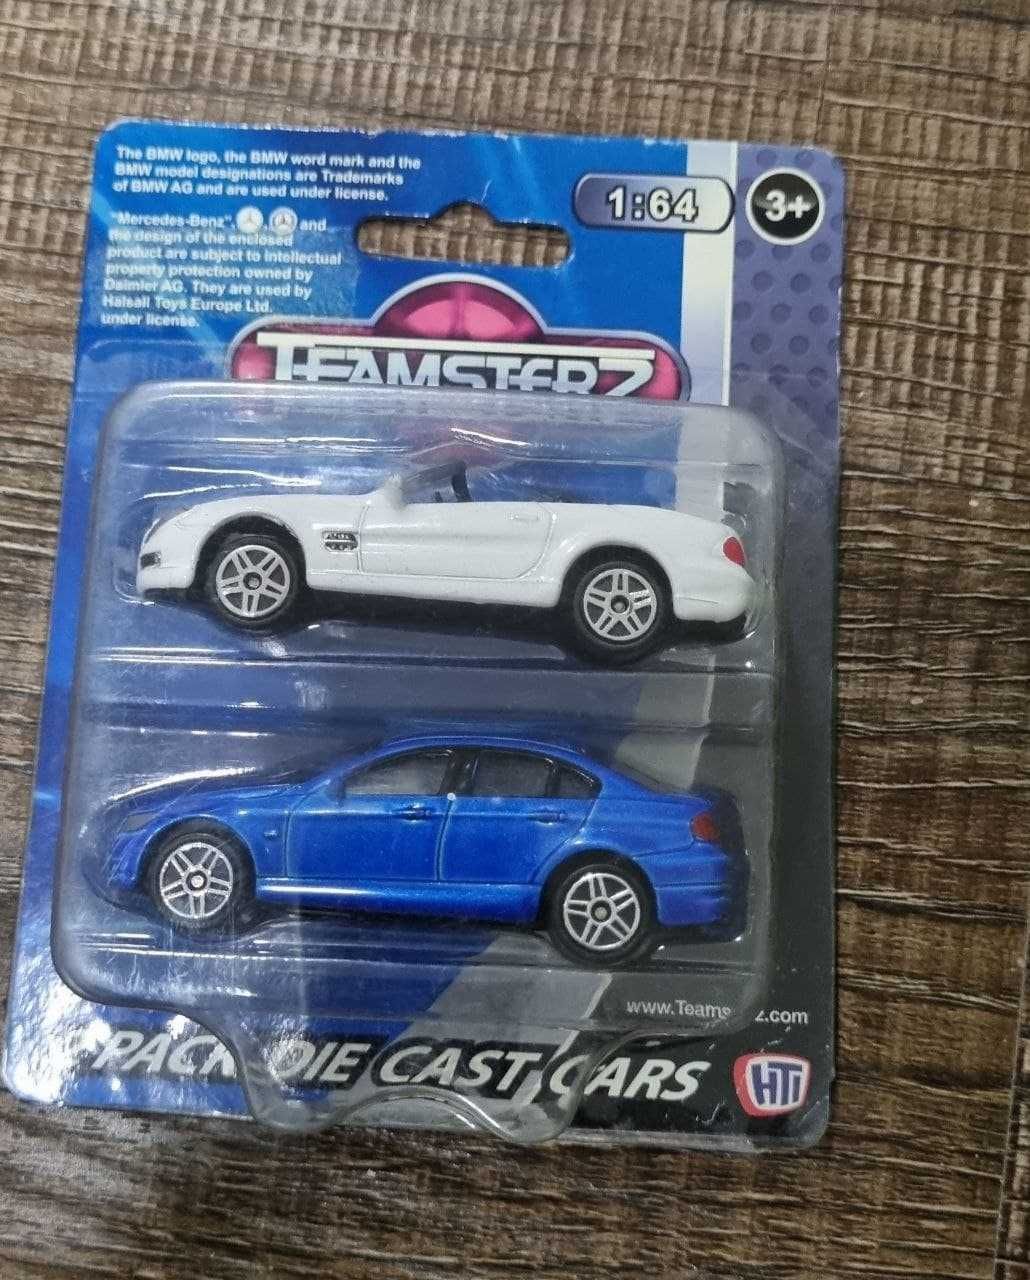 The BMW logo, the BMW word mark and the
BMW model designations are Trademarks
of BMW AG and are used under license.
"Mercedes-Benz", , and
the design of the enclosed
product are subject to intellectual
property protection owned by
Daimler AG. They are used by
Halsall Toys Europe Ltd.
under license.
1:64
3+
TEAMSTERZ
www.Teams z.com
PACK DIE CAST CARS
HTI